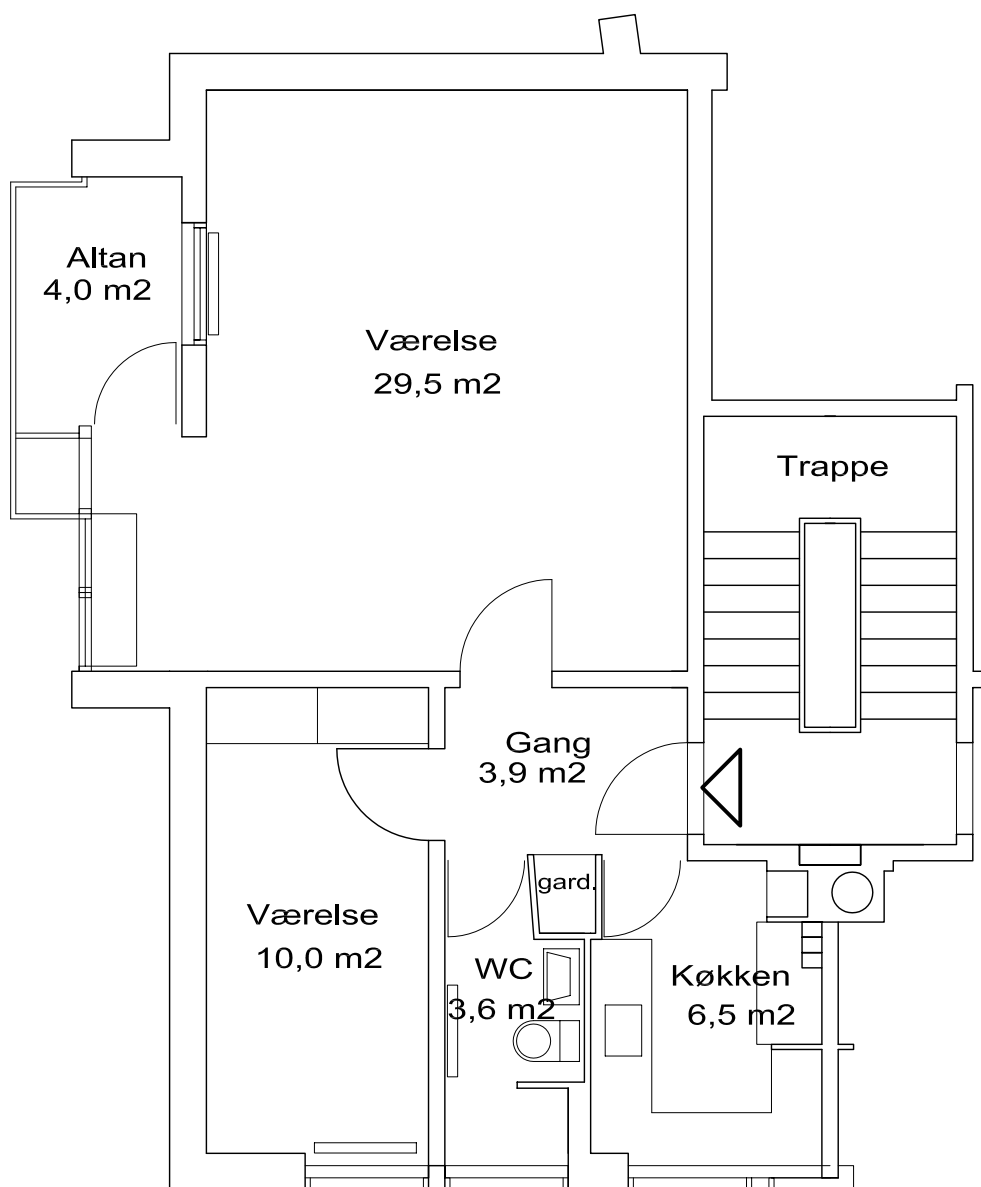 Altan
4,0 m2
Værelse
29,5 m2
Trappe
Gang
3,9 m2
gard.
Værelse
10,0 m2
WC
3,6 m2
Køkken
6,5 m2